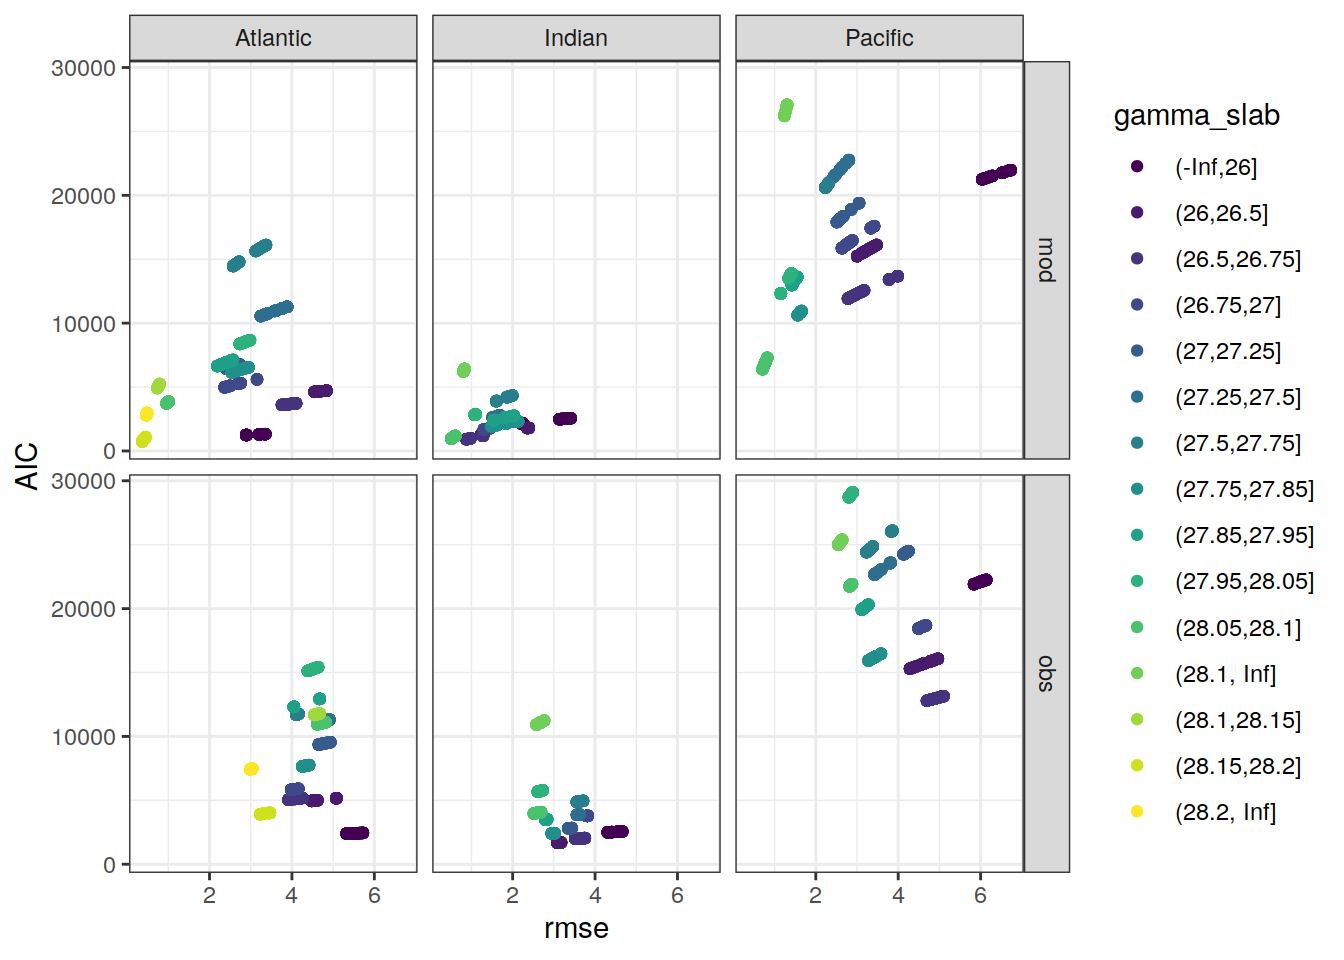 Atlantic
Indian
Pacific
30000
20000
10000
0
mod
30000
20000
10000
0
obs
AIC
2
4
6
2
4
6
2
4
6
rmse
gamma_slab
(-Inf,26]
(26,26.5]
(26.5,26.75]
(26.75,27]
(27,27.25]
(27.25,27.5]
(27.5,27.75]
(27.75,27.85]
(27.85,27.95]
(27.95,28.05]
(28.05,28.1]
(28.1, Inf]
(28.1,28.15]
(28.15,28.2]
(28.2, Inf]